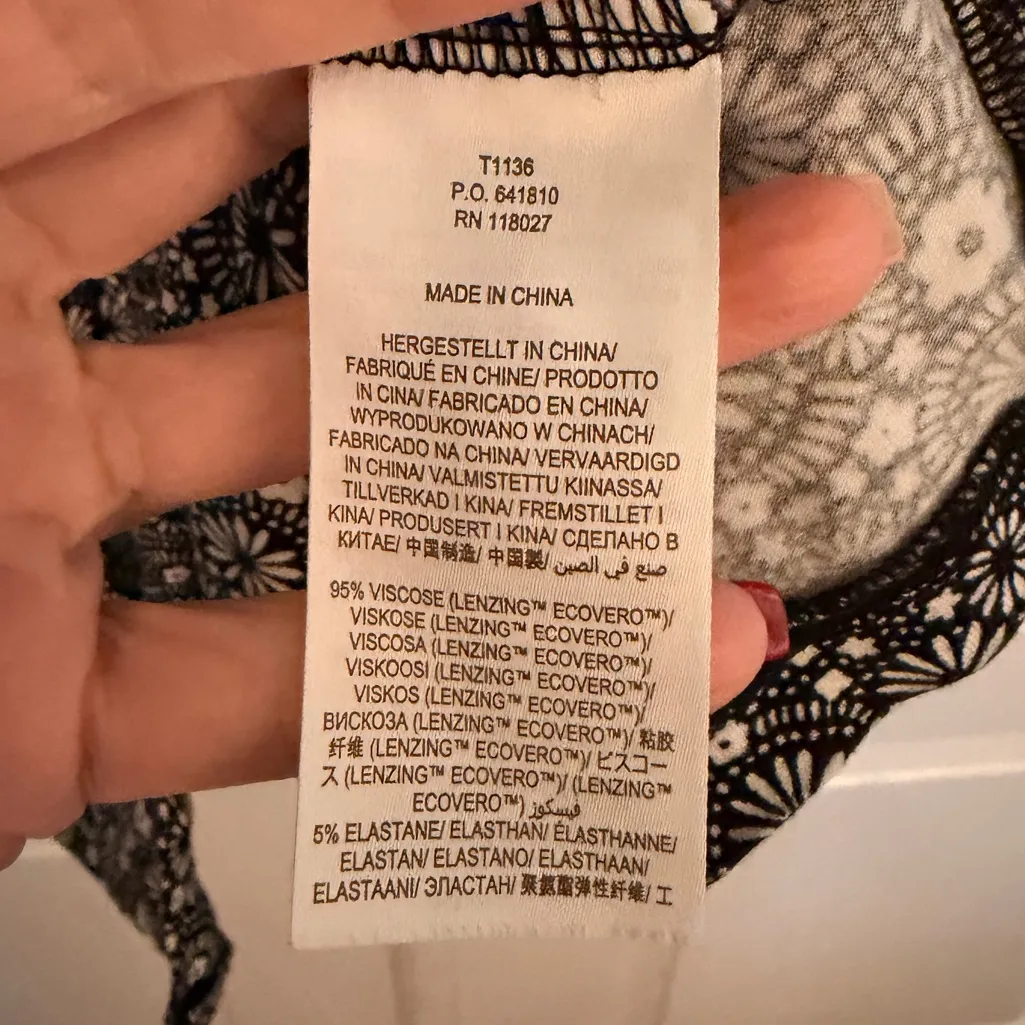 T1136
P.O. 641810
RN 118027
MADE IN CHINA
HERGESTELLT IN CHINA/
FABRIQUÉ EN CHINE/ PRODOTTO
IN CINA/ FABRICADO EN CHINA/
WYPRODUKOWANO W CHINACH/
FABRICADO NA CHINA/ VERVAARDIGD
IN CHINA/ VALMISTETTU KIINASSA/
TILLVERKAD I KINA/ FREMSTILLET I
KINA/ PRODUSERT I KINA/ СДЕЛАНО В
КИТАЕ/ 中国制造/ 中国製/ صنع في الصين
95% VISCOSE (LENZING™ ECOVERO™)/
VISKOSE (LENZING™ ECOVERO™)/
VISCOSA (LENZING™ ECOVERO™)/
VISKOOSI (LENZING™ ECOVERO™)/
VISKOS (LENZING™ ECOVERO™)/
ВИСКОЗА (LENZING™ ECOVERO™)/ 粘胶
纤维 (LENZING™ ECOVERO™)/ ビスコー
ス (LENZING™ ECOVERO™)/ (LENZING™
ECOVERO™) فيسكوز
5% ELASTANE/ ELASTHAN/ ÉLASTHANNE/
ELASTAN/ ELASTANO/ ELASTHAAN/
ELASTAANI/ ЭЛАСТАН/ 聚氨酯弹性纤维/ エ